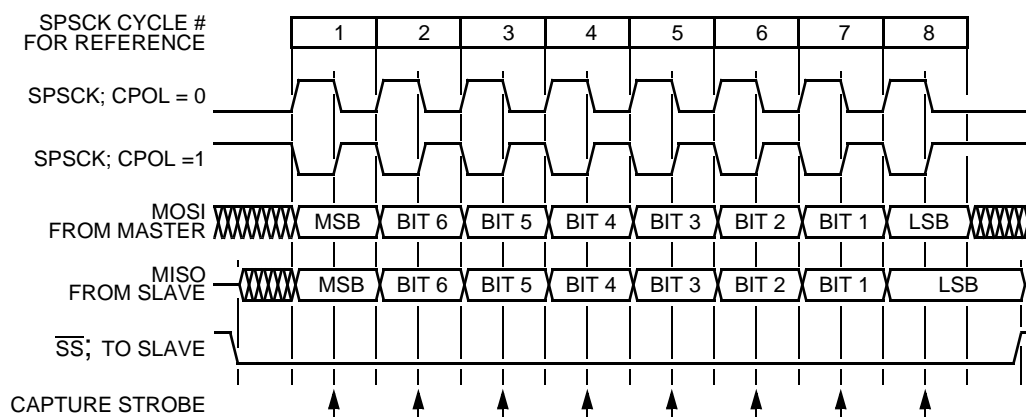 SPSCK CYCLE #
FOR REFERENCE
1 2 3 4 5 6 7 8
SPSCK; CPOL = 0
SPSCK; CPOL =1
MOSI
FROM MASTER
MSB BIT 6 BIT 5 BIT 4 BIT 3 BIT 2 BIT 1 LSB
MISO
FROM SLAVE
MSB BIT 6 BIT 5 BIT 4 BIT 3 BIT 2 BIT 1 LSB
SS; TO SLAVE
CAPTURE STROBE